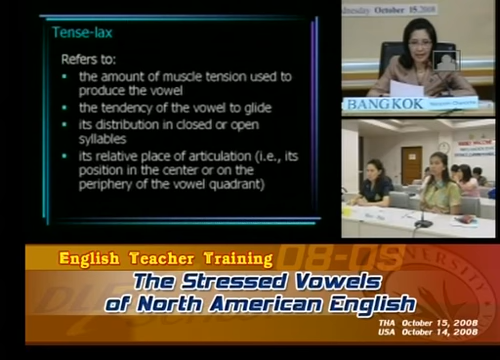 Tense-lax
Refers to:
• the amount of muscle tension used to
produce the vowel
• the tendency of the vowel to glide
• its distribution in closed or open
syllables
• its relative place of articulation (i.e., its
position in the center or on the
periphery of the vowel quadrant)
October 15, 2008
BANGKOK
English Teacher Training
08-09
The Stressed Vowels
of North American English
THA October 15, 2008
USA October 14, 2008